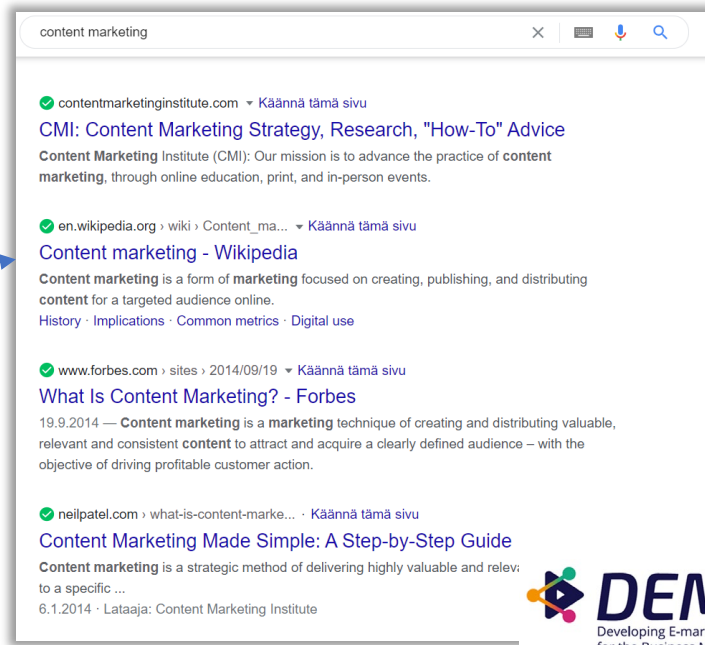 content marketing
contentmarketinginstitute.com Käännä tämä sivu
CMI: Content Marketing Strategy, Research, "How-To" Advice
Content Marketing Institute (CMI): Our mission is to advance the practice of content
marketing, through online education, print, and in-person events.
en.wikipedia.org › wiki › Content_ma... Käännä tämä sivu
Content marketing - Wikipedia
Content marketing is a form of marketing focused on creating, publishing, and distributing
content for a targeted audience online.
History · Implications · Common metrics · Digital use
www.forbes.com › sites › 2014/09/19 Käännä tämä sivu
What Is Content Marketing? - Forbes
19.9.2014 — Content marketing is a marketing technique of creating and distributing valuable,
relevant and consistent content to attract and acquire a clearly defined audience – with the
objective of driving profitable customer action.
neilpatel.com › what-is-content-marke... · Käännä tämä sivu
Content Marketing Made Simple: A Step-by-Step Guide
Content marketing is a strategic method of delivering highly valuable and
to a specific ...
6.1.2014 · Lataaja: Content Marketing Institute
Developing
for the Business